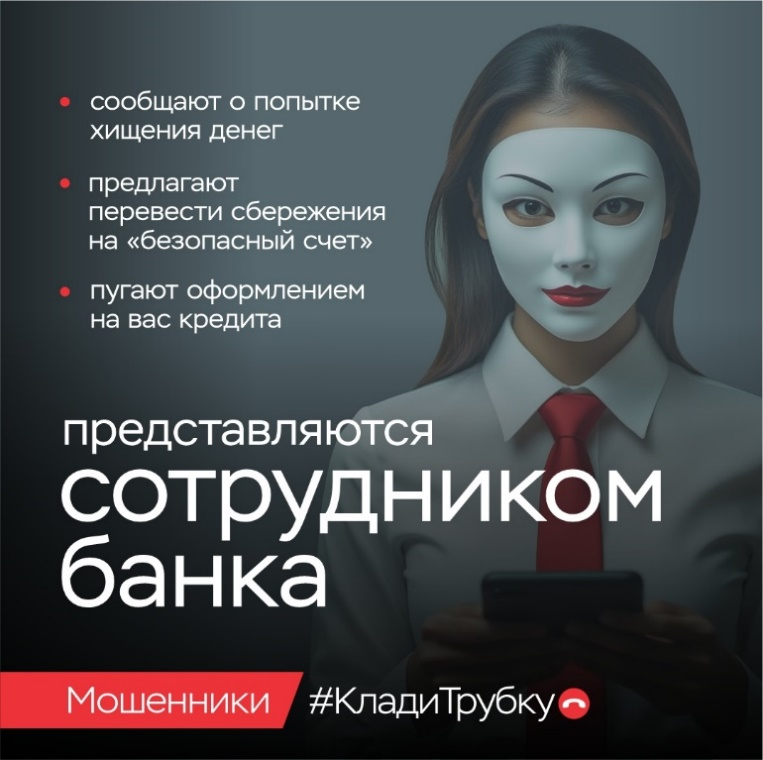 сообщают о попытке
хищения денег
предлагают
перевести сбережения
на «безопасный счет»
пугают оформлением
на вас кредита
представляются
сотрудником
банка
Мошенники #КладиТрубку